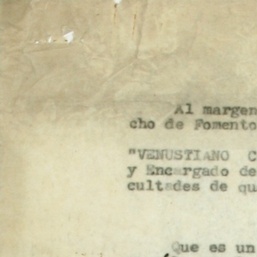 Al margen
cho de Fomento
"VENUSTIANO C
y Encargado de
cultades de qu
Que es un